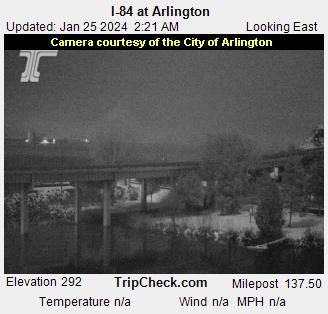 I-84 at Arlington
Updated: Jan 25 2024 2:21 AM Looking East
Camera courtesy of the City of Arlington
Elevation 292 TripCheck.com Milepost 137.50
Temperature n/a Wind n/a MPH n/a